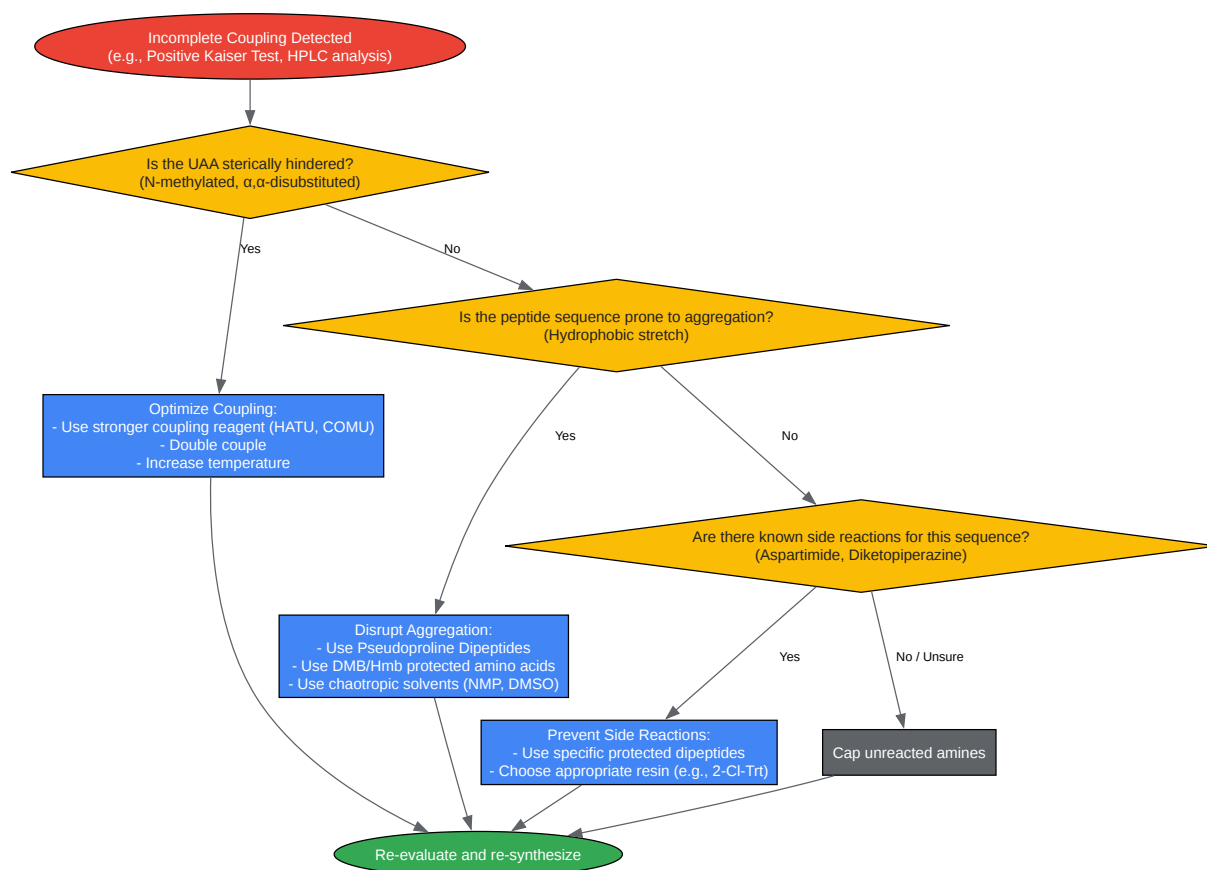 Incomplete Coupling Detected
(e.g., Positive Kaiser Test, HPLC analysis)
Is the UAA sterically hindered?
(N-methylated, α,α-disubstituted)
Yes
No
Is the peptide sequence prone to aggregation?
(Hydrophobic stretch)
Optimize Coupling:
- Use stronger coupling reagent (HATU, COMU)
- Double couple
- Increase temperature
Yes
No
Are there known side reactions for this sequence?
(Aspartimide, Diketopiperazine)
Disrupt Aggregation:
- Use Pseudoproline Dipeptides
- Use DMB/Hmb protected amino acids
- Use chaotropic solvents (NMP, DMSO)
Yes
No / Unsure
Prevent Side Reactions:
- Use specific protected dipeptides
- Choose appropriate resin (e.g., 2-Cl-Trt)
Cap unreacted amines
Re-evaluate and re-synthesize